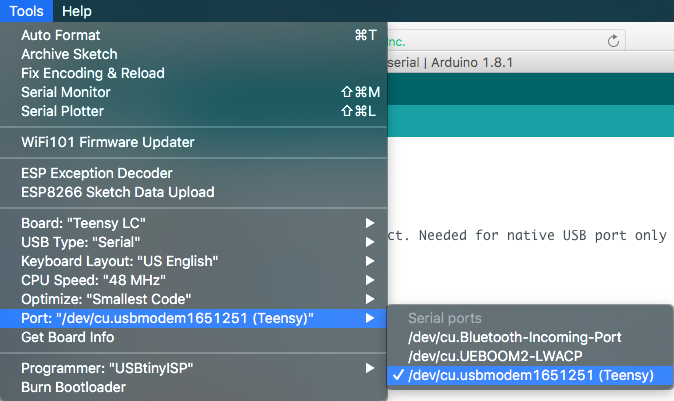 Tools Help
Auto Format ⌘T
Archive Sketch
Fix Encoding & Reload
Serial Monitor ⇧⌘M
Serial Plotter ⇧⌘L
WiFi101 Firmware Updater
ESP Exception Decoder
ESP8266 Sketch Data Upload
Board: "Teensy LC"
USB Type: "Serial"
Keyboard Layout: "US English"
CPU Speed: "48 MHz"
Optimize: "Smallest Code"
Port: "/dev/cu.usbmodem1651251 (Teensy)"
Get Board Info
Programmer: "USBtinyISP"
Burn Bootloader
nc.
serial | Arduino 1.8.1
ct. Needed for native USB port only
Serial ports
/dev/cu.Bluetooth-Incoming-Port
/dev/cu.UEBOOM2-LWACP
✓ /dev/cu.usbmodem1651251 (Teensy)